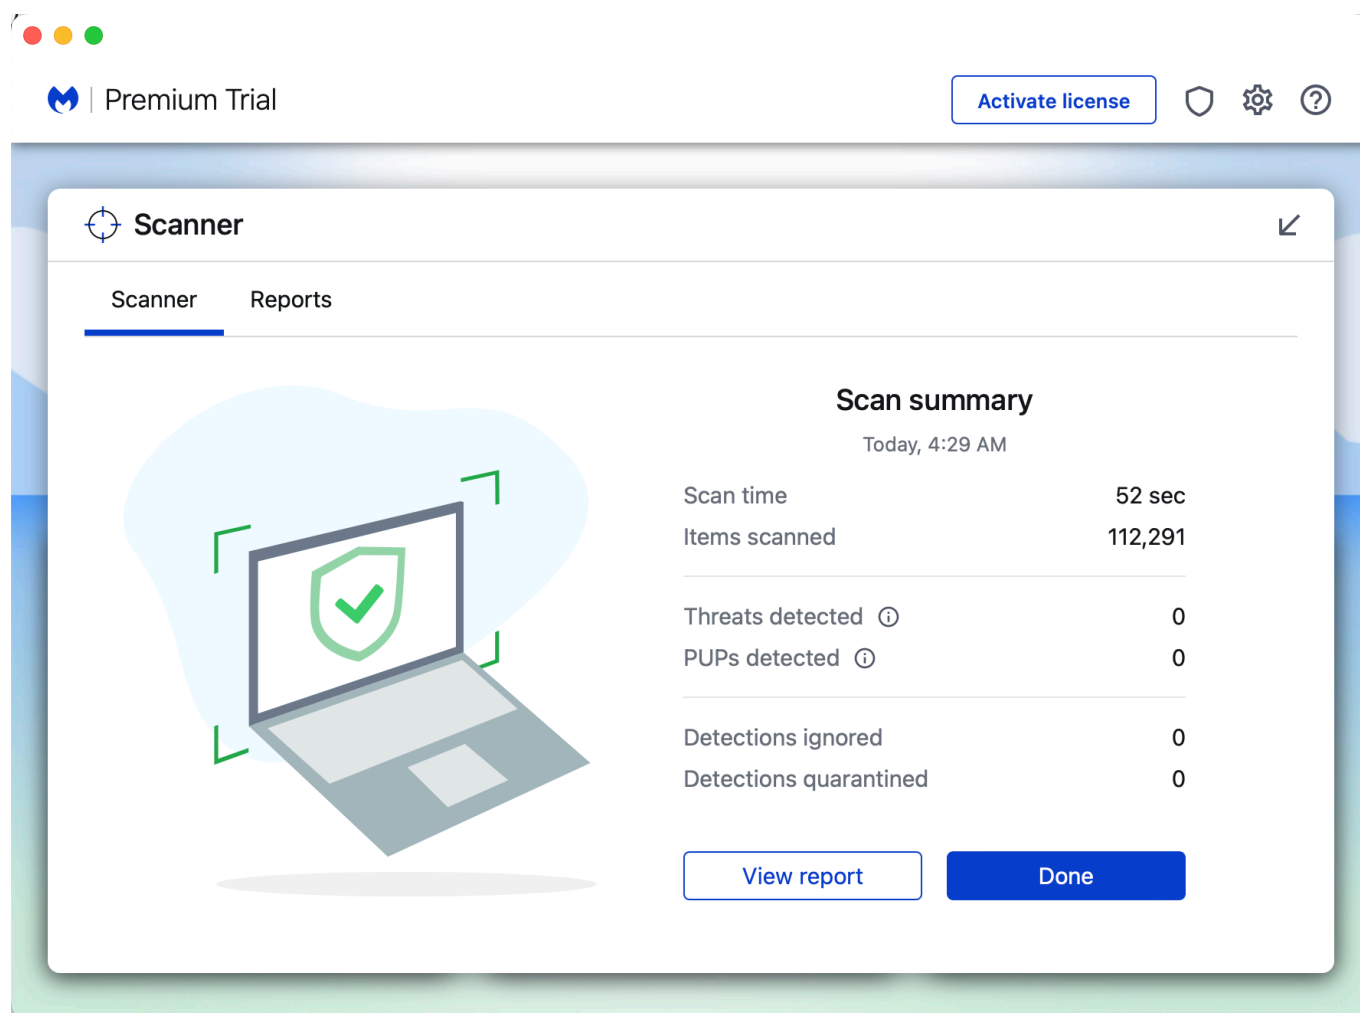 Premium Trial
Activate license
Scanner
Scanner Reports
Scan summary
Today, 4:29 AM
Scan time 52 sec
Items scanned 112,291
Threats detected 0
PUPs detected 0
Detections ignored 0
Detections quarantined 0
View report Done